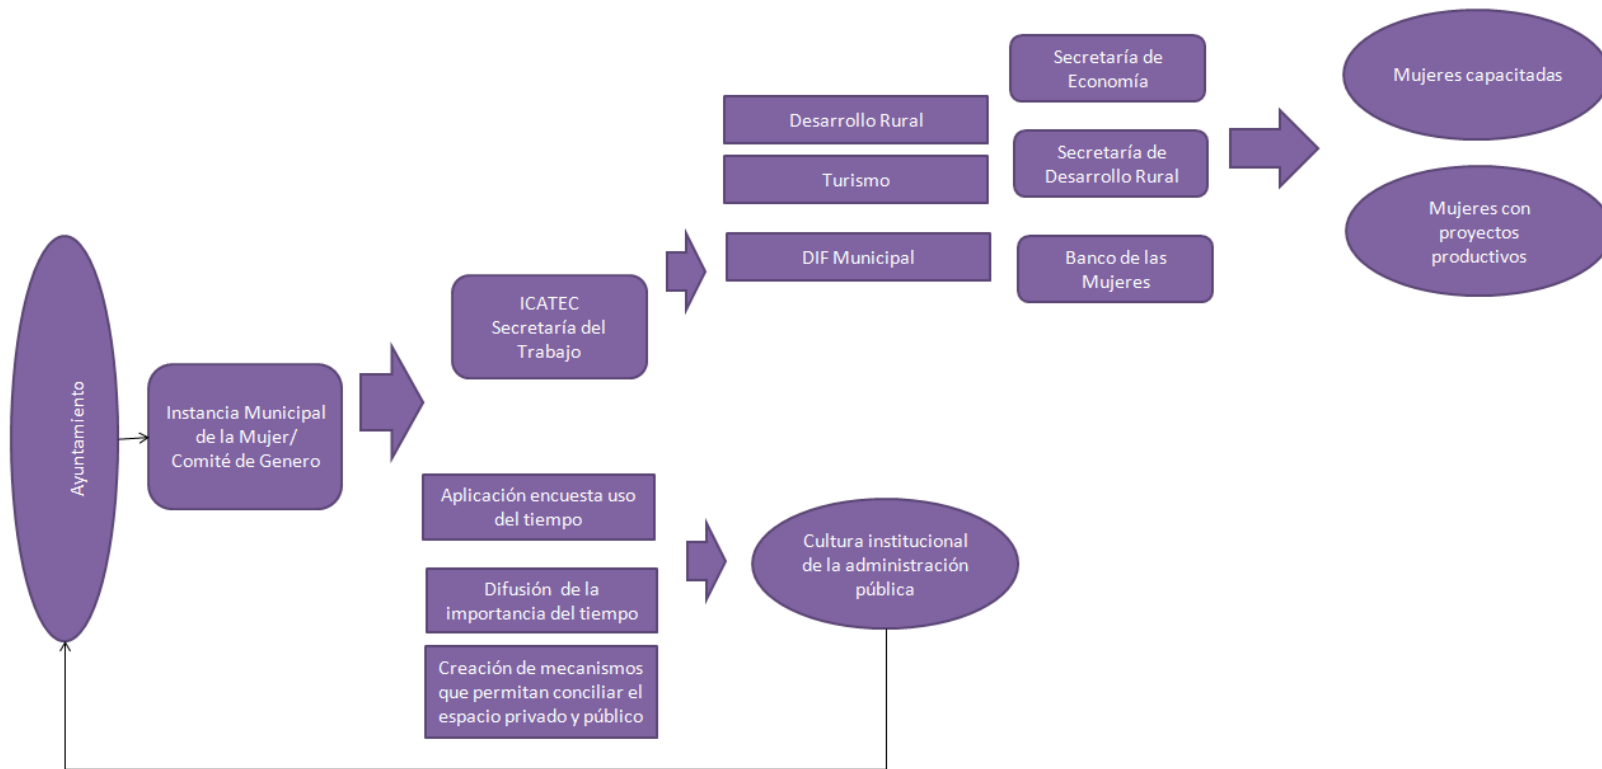 Ayuntamiento
Instancia Municipal
de la Mujer/
Comité de Genero
ICATEC
Secretaría del
Trabajo
Aplicación encuesta uso
del tiempo
Difusión de la
importancia del tiempo
Creación de mecanismos
que permitan conciliar el
espacio privado y público
Desarrollo Rural
Turismo
DIF Municipal
Cultura institucional
de la administración
pública
Secretaría de
Economía
Secretaría de
Desarrollo Rural
Banco de las
Mujeres
Mujeres capacitadas
Mujeres con
proyectos
productivos